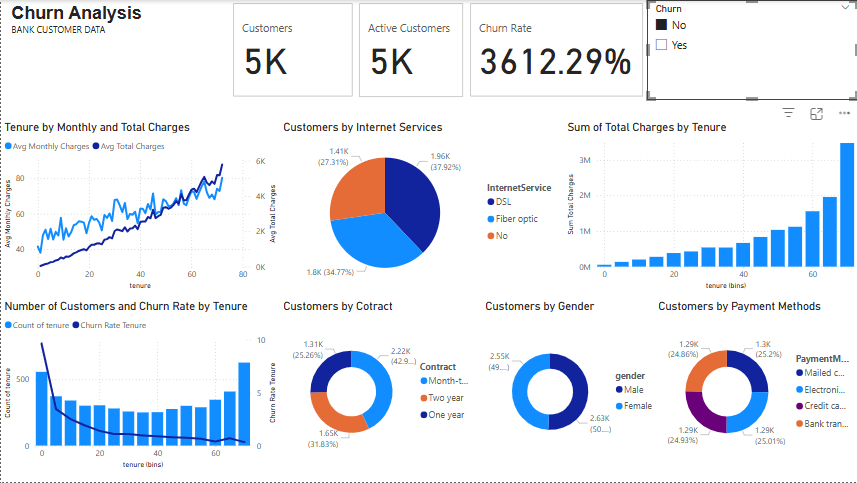 Churn Analysis
BANK CUSTOMER DATA
Customers
5K
Active Customers
5K
Churn Rate
3612.29%
Churn
No
Yes
Tenure by Monthly and Total Charges
Avg Monthly Charges Avg Total Charges
Avg Monthly Charges
80
60
40
6K
4K
2K
0K
Avg Total Charges
0 20 40 60 80
tenure
Customers by Internet Services
1.41K
(27.31%)
1.96K
(37.92%)
1.8K (34.77%)
InternetService
DSL
Fiber optic
No
Sum of Total Charges by Tenure
Sum Total Charges
3M
2M
1M
0M
0 20 40 60
tenure (bins)
Number of Customers and Churn Rate by Tenure
Count of tenure Churn Rate Tenure
Count of tenure
500
0
10
5
0
Churn Rate Tenure
0 20 40 60
tenure (bins)
Customers by Cotract
1.31K
(25.26%)
2.22K
(42.9...)
1.65K
(31.83%)
Contract
Month-t...
Two year
One year
Customers by Gender
2.55K
(49....)
2.63K
(50....)
gender
Male
Female
Customers by Payment Methods
1.29K
(24.86%)
1.3K
(25.2%)
1.29K
(24.93%)
1.29K
(25.01%)
PaymentM...
Mailed c...
Electroni...
Credit ca...
Bank tran...